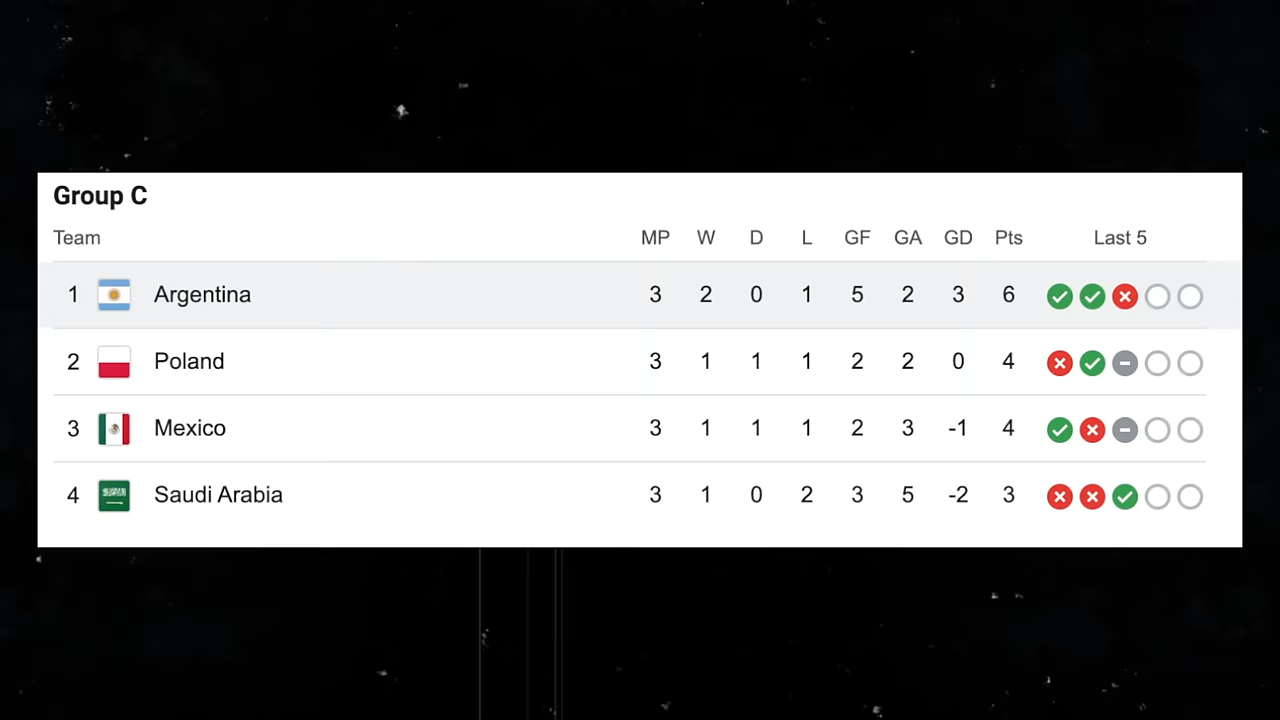 Group C
Team MP W D L GF GA GD Pts Last 5
1 Argentina 3 2 0 1 5 2 3 6
2 Poland 3 1 1 1 2 2 0 4
3 Mexico 3 1 1 1 2 3 -1 4
4 Saudi Arabia 3 1 0 2 3 5 -2 3